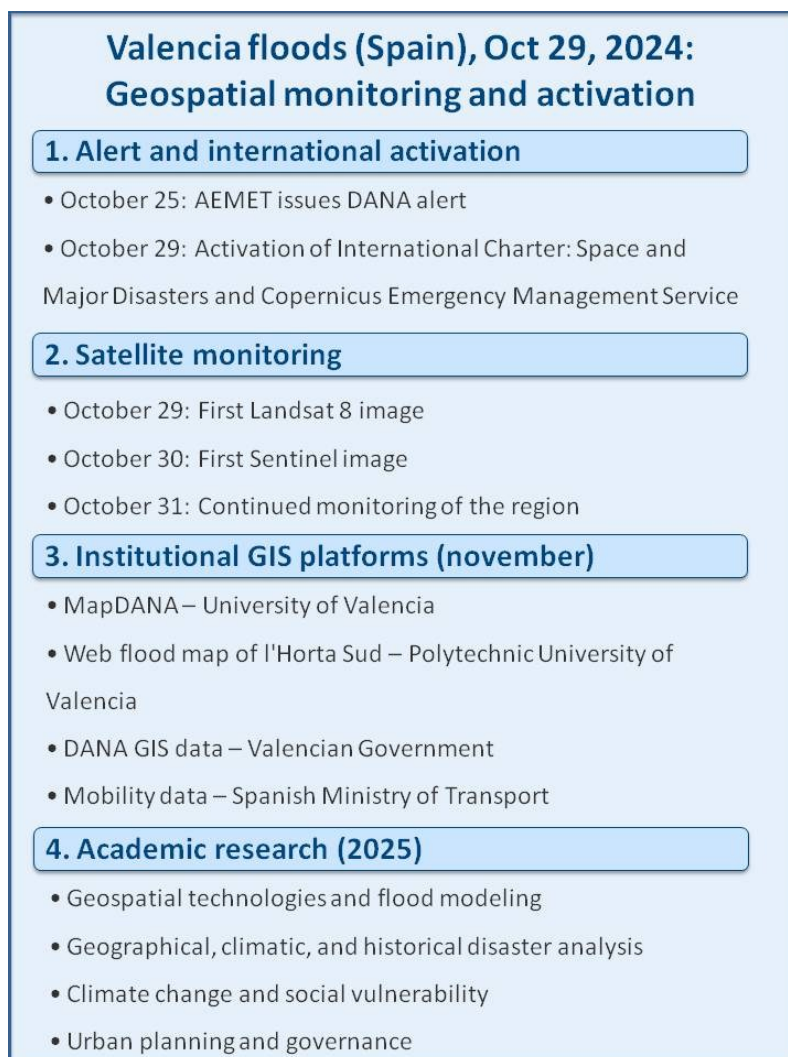 Valencia floods (Spain), Oct 29, 2024:
Geospatial monitoring and activation
1. Alert and international activation
• October 25: AEMET issues DANA alert
• October 29: Activation of International Charter: Space and
Major Disasters and Copernicus Emergency Management Service
2. Satellite monitoring
• October 29: First Landsat 8 image
• October 30: First Sentinel image
• October 31: Continued monitoring of the region
3. Institutional GIS platforms (november)
• MapDANA – University of Valencia
• Web flood map of l'Horta Sud – Polytechnic University of
Valencia
• DANA GIS data – Valencian Government
• Mobility data – Spanish Ministry of Transport
4. Academic research (2025)
• Geospatial technologies and flood modeling
• Geographical, climatic, and historical disaster analysis
• Climate change and social vulnerability
• Urban planning and governance